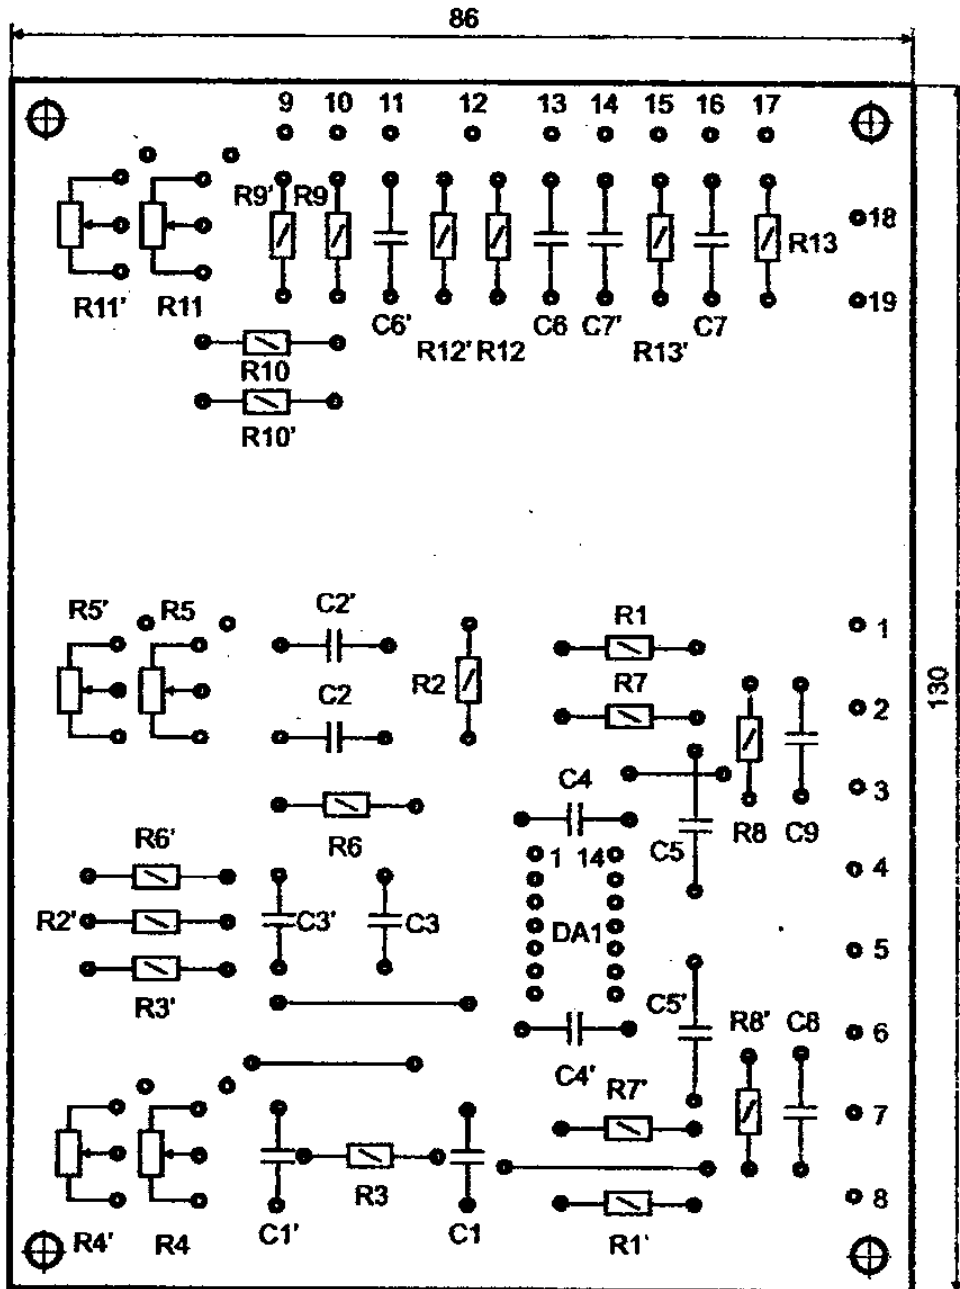 86
9 10 11 12 13 14 15 16 17
R9' R9
18
R13
R11' R11
19
C6' C6 C7' C7
R12' R12 R13'
R10
R10'
130
R5' R5 C2' R1
1
R2 C2 R7
2
C4
3
R6 R8 C9
R6' 1 14 C5
4
R2' C3' C3 DA1
5
R3' C5' R8' C8
6
C4'
R7'
7
R3
8
R4' R4 C1' C1 R1'